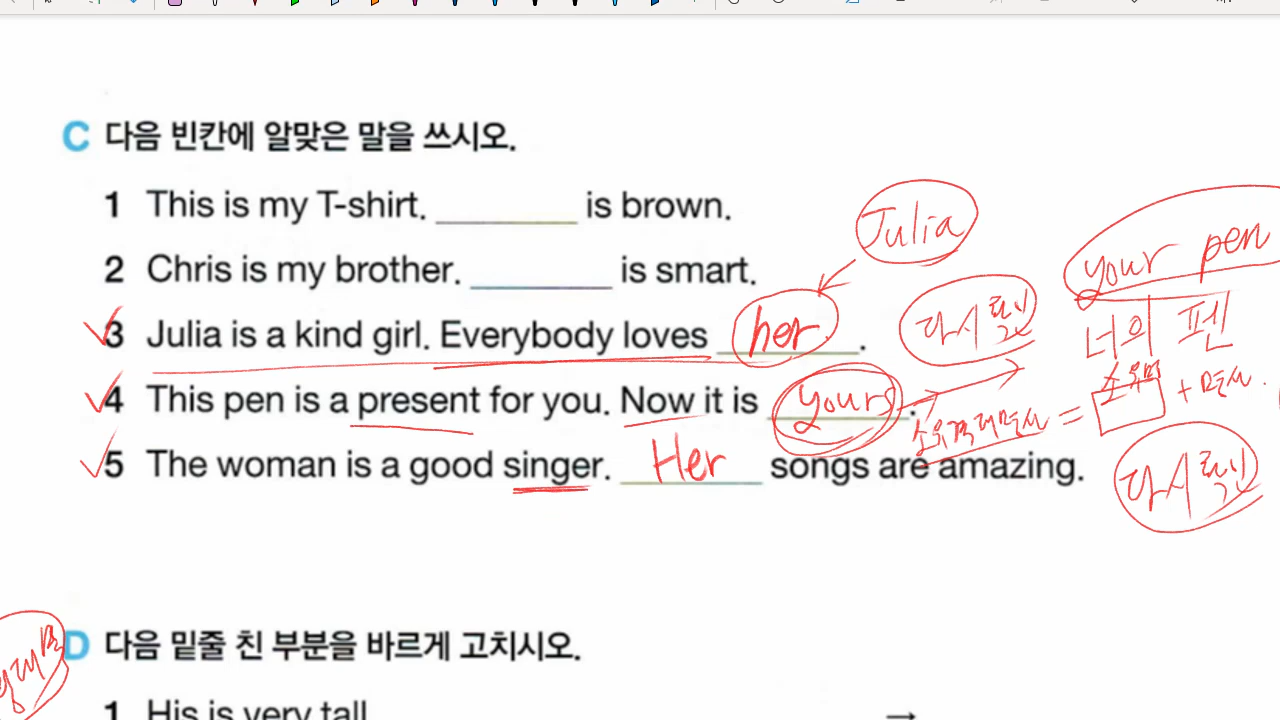 C 다음 빈칸에 알맞은 말을 쓰시오.
1 This is my T-shirt. ________ is brown.
2 Chris is my brother. ________ is smart.
Julia
your pen
3 Julia is a kind girl. Everybody loves her.
다시 확인
너의 펜
4 This pen is a present for you. Now it is yours.
소유격대명사 = 소유격 + 명사.
5 The woman is a good singer. Her songs are amazing.
다시 확인
D 다음 밑줄 친 부분을 바르게 고치시오.
1 His is very tall →